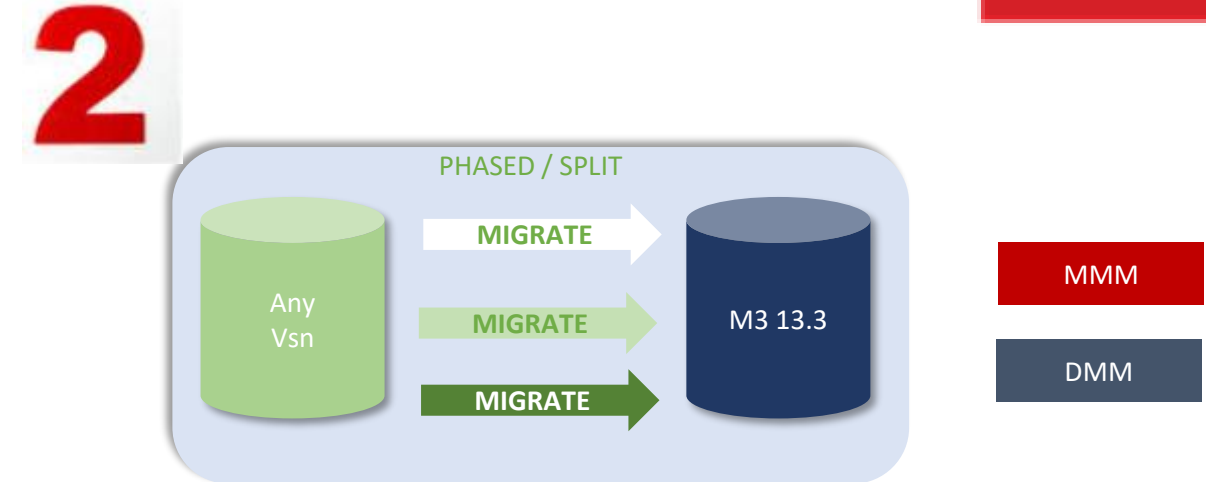 2
PHASED / SPLIT
MIGRATE
Any
Vsn
MIGRATE
M3 13.3
MIGRATE
MMM
DMM